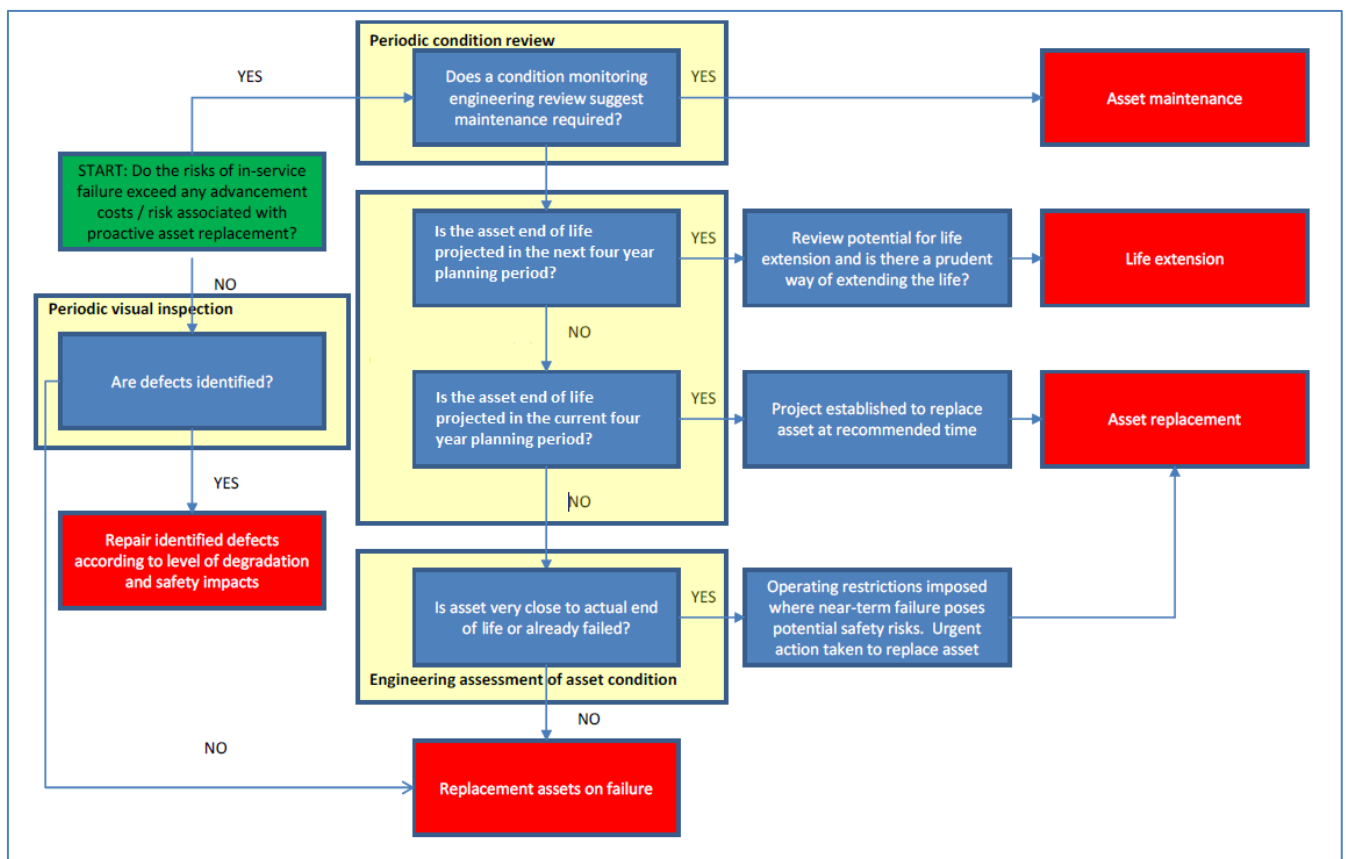 Periodic condition review
YES
Does a condition monitoring
engineering review suggest
maintenance required?
YES
Asset maintenance
START: Do the risks of in-service
failure exceed any advancement
costs / risk associated with
proactive asset replacement?
NO
Is the asset end of life
projected in the next four year
planning period?
YES
Review potential for life
extension and is there a prudent
way of extending the life?
Life extension
Periodic visual inspection
Are defects identified?
NO
Is the asset end of life
projected in the current four
year planning period?
YES
Project established to replace
asset at recommended time
Asset replacement
YES
NO
Repair identified defects
according to level of degradation
and safety impacts
Is asset very close to actual end
of life or already failed?
YES
Operating restrictions imposed
where near-term failure poses
potential safety risks.  Urgent
action taken to replace asset
Engineering assessment of asset condition
NO
NO
Replacement assets on failure